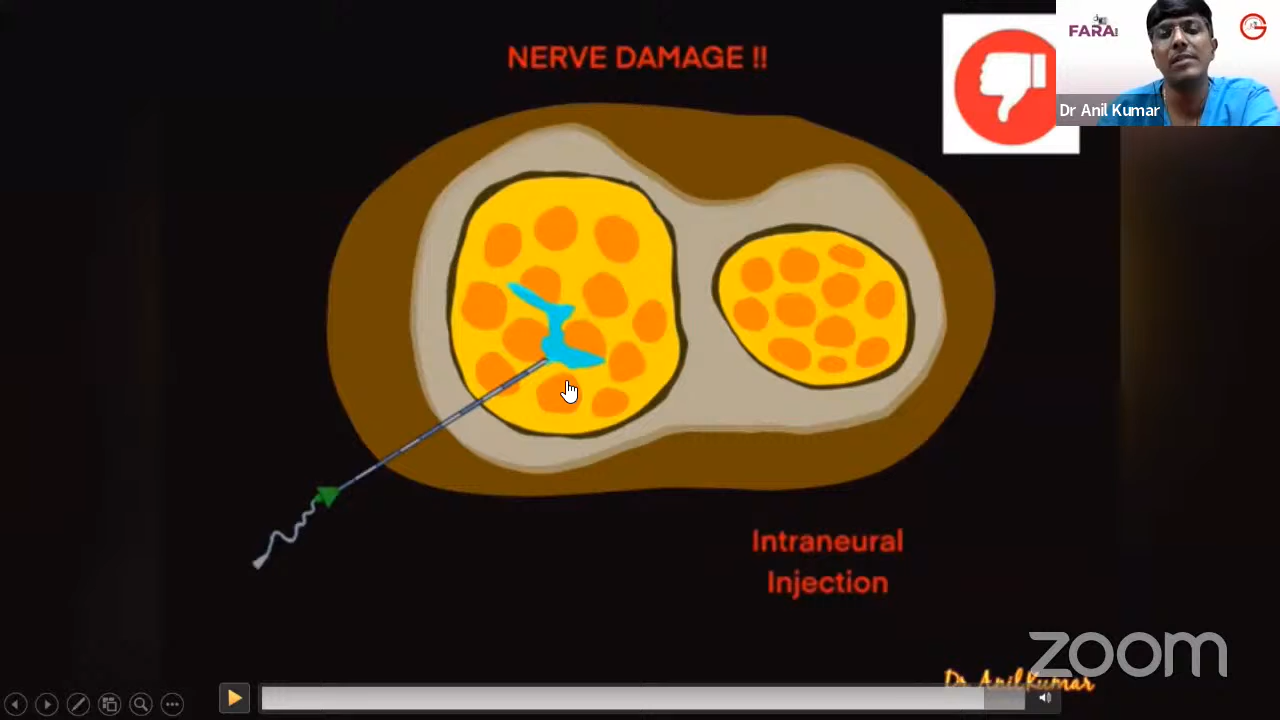 NERVE DAMAGE !!
FARA
Dr Anil Kumar
Intraneural
Injection
zoom
Dr Anil Kumar